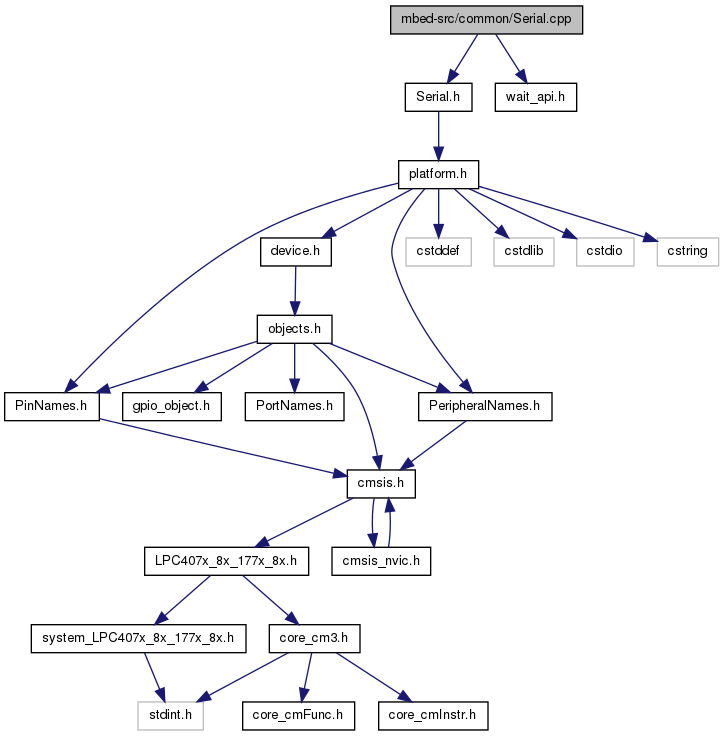 mbed-src/common/Serial.cpp
Serial.h
wait_api.h
platform.h
device.h
cstddef
cstdlib
cstdio
cstring
objects.h
PinNames.h
gpio_object.h
PortNames.h
PeripheralNames.h
cmsis.h
LPC407x_8x_177x_8x.h
cmsis_nvic.h
system_LPC407x_8x_177x_8x.h
core_cm3.h
stdint.h
core_cmFunc.h
core_cmInstr.h